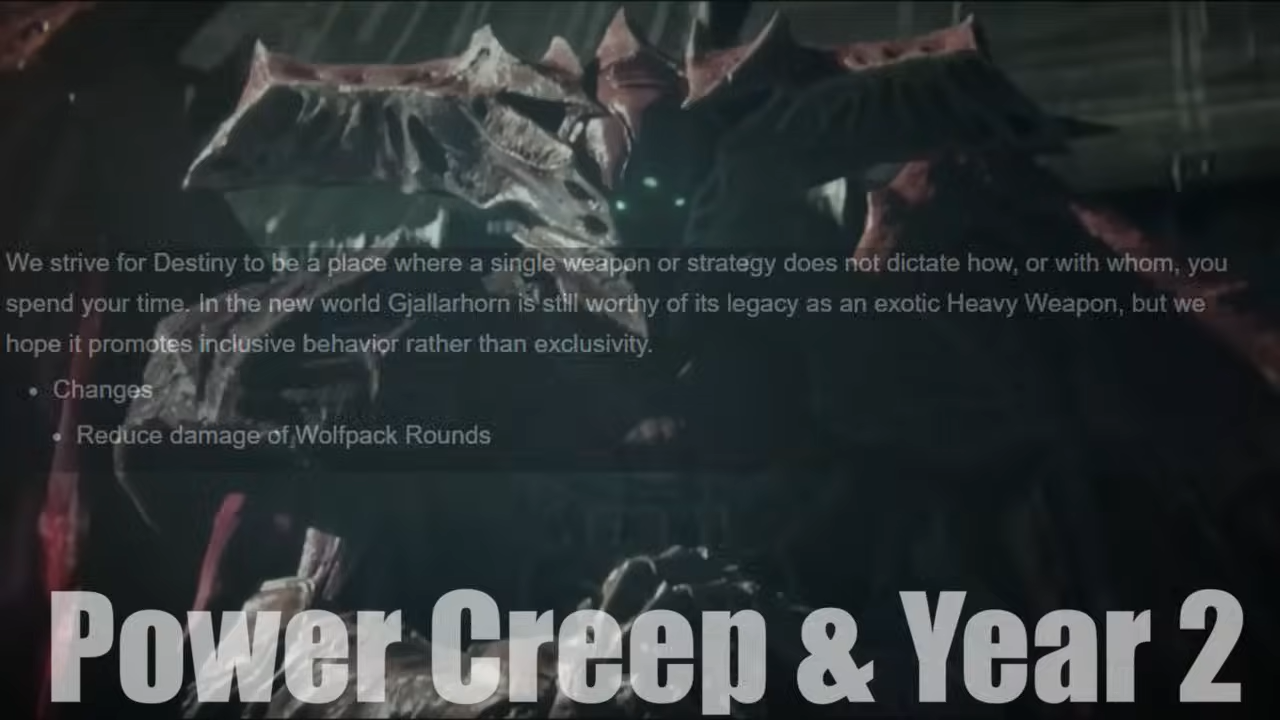 We strive for Destiny to be a place where a single weapon or strategy does not dictate how, or with whom, you
spend your time. In the new world Gjallarhorn is still worthy of its legacy as an exotic Heavy Weapon, but we
hope it promotes inclusive behavior rather than exclusivity.
• Changes
• Reduce damage of Wolfpack Rounds
Power Creep & Year 2